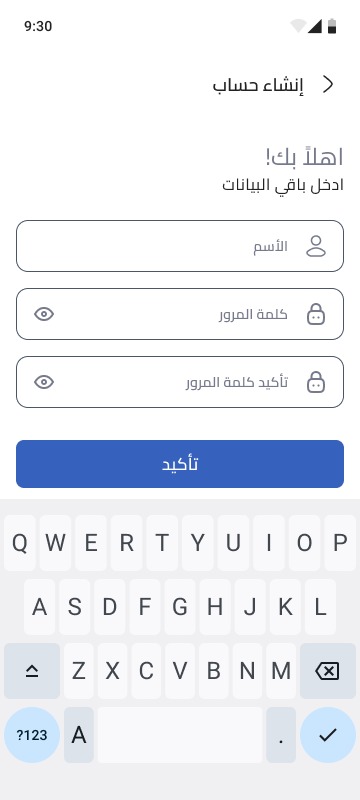 9:30
إنشاء حساب
اهلاً بك!
ادخل باقي البيانات
الأسم
كلمة المرور
تأكيد كلمة المرور
تأكيد
Q W E R T Y U I O P
A S D F G H J K L
Z X C V B N M
?123 A .